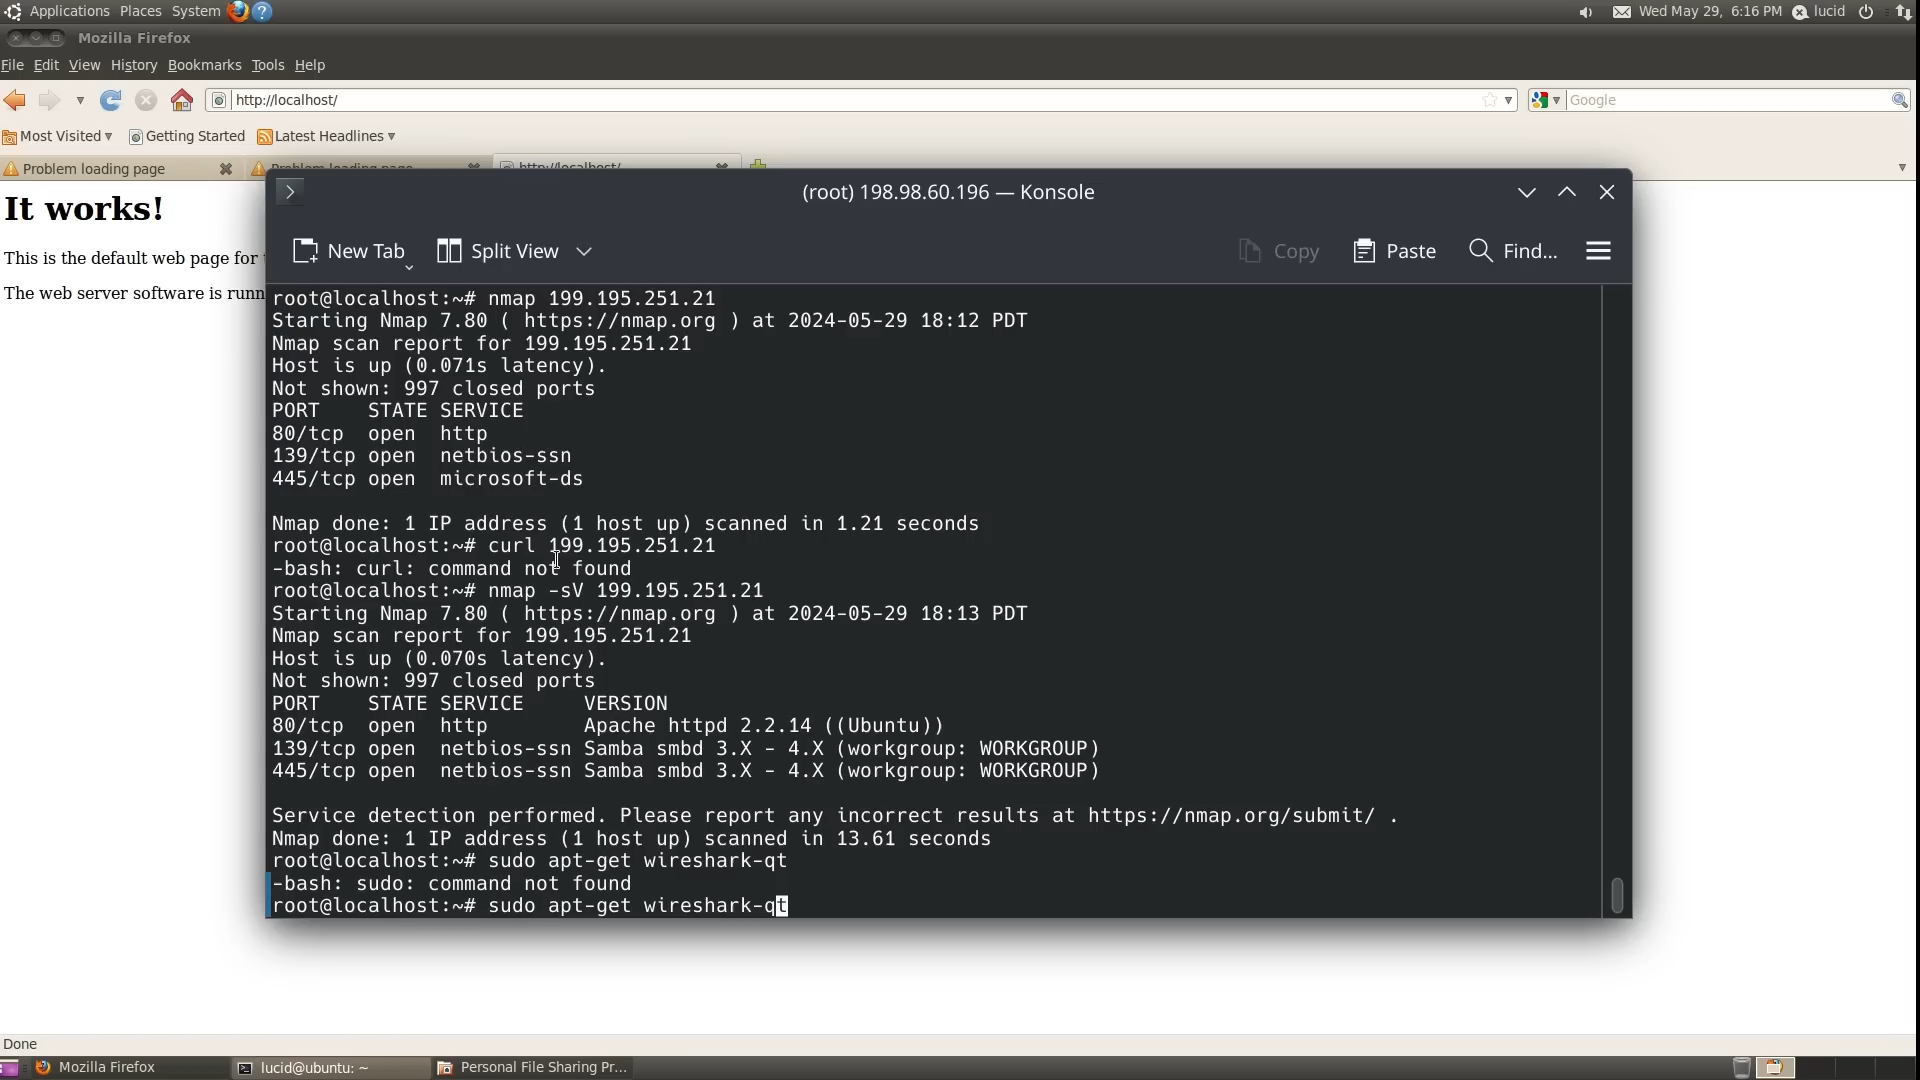 Applications Places System
Wed May 29, 6:16 PM lucid
Mozilla Firefox
File Edit View History Bookmarks Tools Help
http://localhost/
Google
Most Visited Getting Started Latest Headlines
Problem loading page Problem loading page http://localhost/
It works!
This is the default web page for
The web server software is runn
(root) 198.98.60.196 — Konsole
New Tab Split View Copy Paste Find...
root@localhost:~# nmap 199.195.251.21
Starting Nmap 7.80 ( https://nmap.org ) at 2024-05-29 18:12 PDT
Nmap scan report for 199.195.251.21
Host is up (0.071s latency).
Not shown: 997 closed ports
PORT    STATE SERVICE
80/tcp  open  http
139/tcp open  netbios-ssn
445/tcp open  microsoft-ds
Nmap done: 1 IP address (1 host up) scanned in 1.21 seconds
root@localhost:~# curl 199.195.251.21
-bash: curl: command not found
root@localhost:~# nmap -sV 199.195.251.21
Starting Nmap 7.80 ( https://nmap.org ) at 2024-05-29 18:13 PDT
Nmap scan report for 199.195.251.21
Host is up (0.070s latency).
Not shown: 997 closed ports
PORT    STATE SERVICE     VERSION
80/tcp  open  http        Apache httpd 2.2.14 ((Ubuntu))
139/tcp open  netbios-ssn Samba smbd 3.X - 4.X (workgroup: WORKGROUP)
445/tcp open  netbios-ssn Samba smbd 3.X - 4.X (workgroup: WORKGROUP)
Service detection performed. Please report any incorrect results at https://nmap.org/submit/ .
Nmap done: 1 IP address (1 host up) scanned in 13.61 seconds
root@localhost:~# sudo apt-get wireshark-qt
-bash: sudo: command not found
root@localhost:~# sudo apt-get wireshark-qt
Done
Mozilla Firefox lucid@ubuntu: ~ Personal File Sharing Pr...